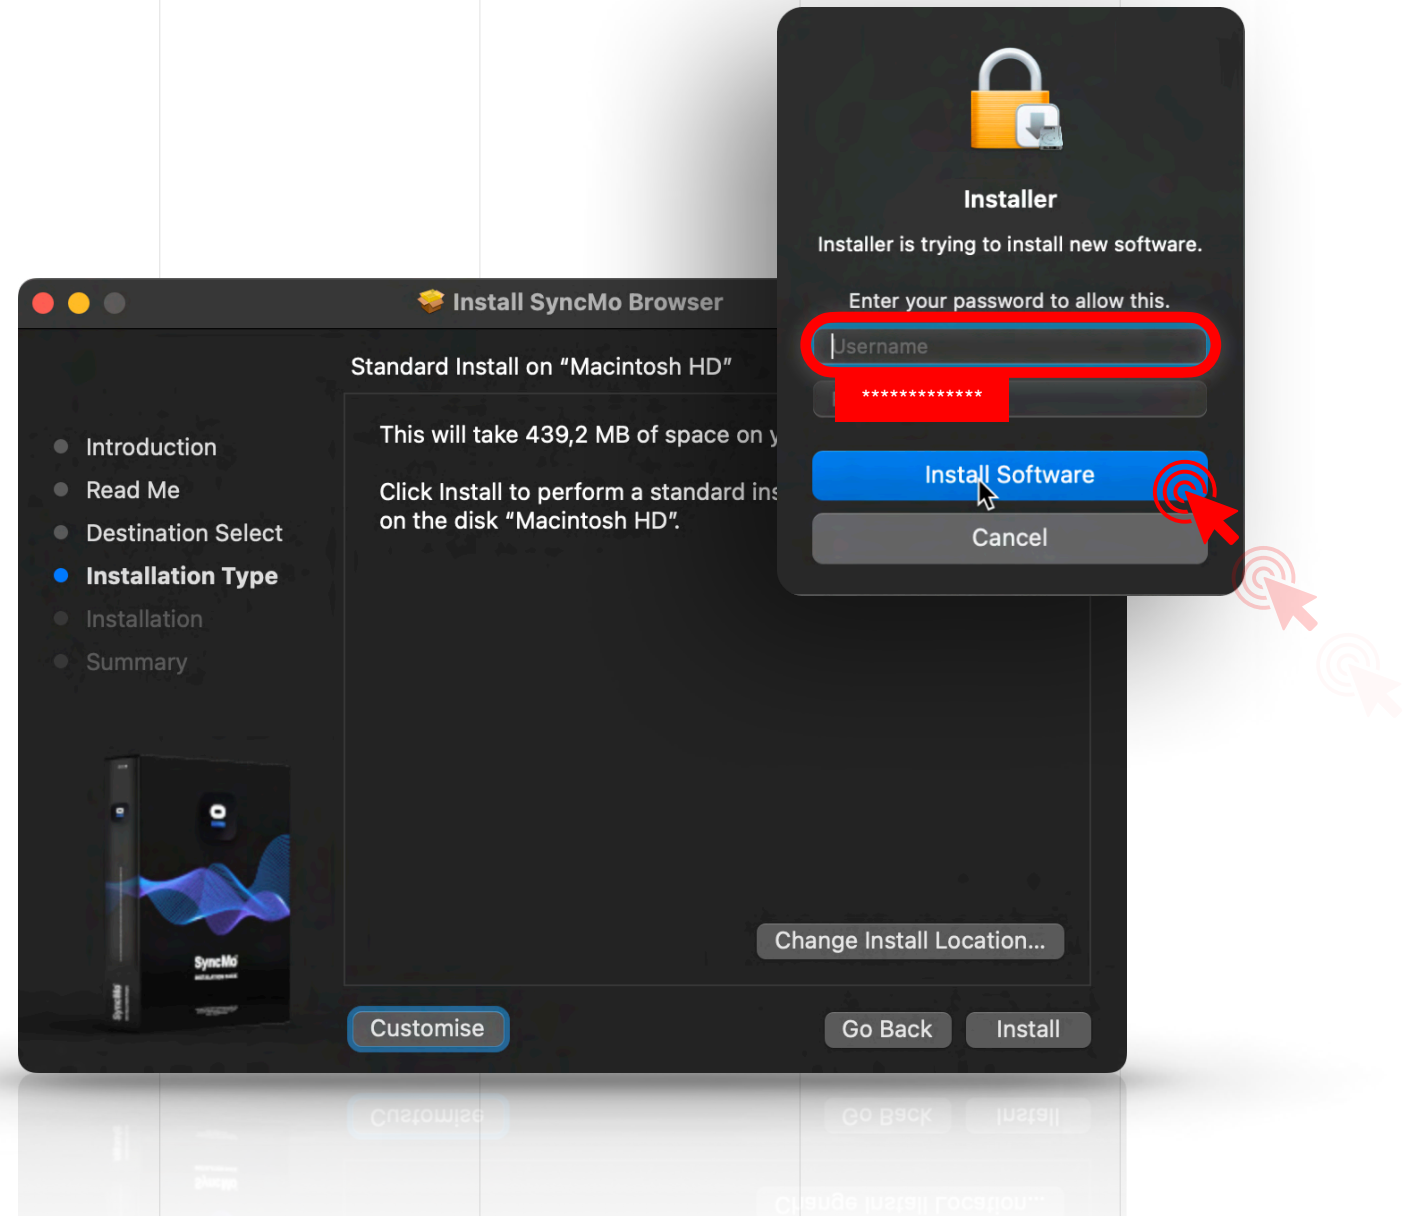 Installer
Installer is trying to install new software.
Enter your password to allow this.
Username
*************
Install Software
Cancel
Install SyncMo Browser
Standard Install on “Macintosh HD”
This will take 439,2 MB of space on
Click Install to perform a standard
on the disk “Macintosh HD”.
Introduction
Read Me
Destination Select
Installation Type
Installation
Summary
SyncMo
SyncMo
Change Install Location...
Customise
Go Back
Install